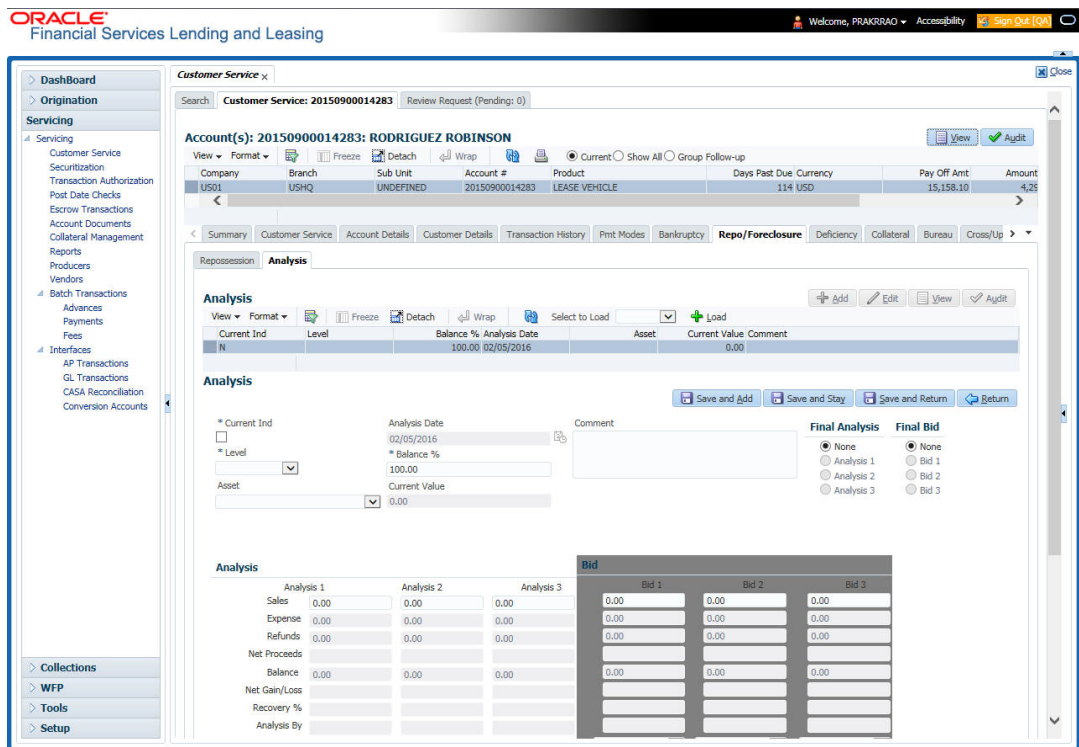 ORACLE®
Financial Services Lending and Leasing
Welcome, PRAKRRAO Accessibility Sign Out [QA]
Close
DashBoard
Origination
Servicing
Servicing
Customer Service
Securitization
Transaction Authorization
Post Date Checks
Escrow Transactions
Account Documents
Collateral Management
Reports
Producers
Vendors
Batch Transactions
Advances
Payments
Fees
Interfaces
AP Transactions
GL Transactions
CASA Reconciliation
Conversion Accounts
Collections
WFP
Tools
Setup
Customer Service x
Search Customer Service: 20150900014283 Review Request (Pending: 0)
Account(s): 20150900014283: RODRIGUEZ ROBINSON
View Audit
View Format Freeze Detach Wrap Current Show All Group Follow-up
Company Branch Sub Unit Account # Product Days Past Due Currency Pay Off Amt Amount
US01 USHQ UNDEFINED 20150900014283 LEASE VEHICLE 114 USD 15,158.10 4,29
Summary Customer Service Account Details Customer Details Transaction History Pmt Modes Bankruptcy Repo/Foreclosure Deficiency Collateral Bureau Cross/Up
Repossession Analysis
Analysis
Add Edit View Audit
View Format Freeze Detach Wrap Select to Load Load
Current Ind Level Balance % Analysis Date Asset Current Value Comment
N 100.00 02/05/2016 0.00
Analysis
Save and Add Save and Stay Save and Return Return
* Current Ind Analysis Date Comment Final Analysis Final Bid
02/05/2016 None None
* Level * Balance % Analysis 1 Bid 1
100.00 Analysis 2 Bid 2
Asset Current Value Analysis 3 Bid 3
0.00
Analysis Bid
Analysis 1 Analysis 2 Analysis 3 Bid 1 Bid 2 Bid 3
Sales 0.00 0.00 0.00 0.00 0.00 0.00
Expense 0.00 0.00 0.00 0.00 0.00 0.00
Refunds 0.00 0.00 0.00 0.00 0.00 0.00
Net Proceeds
Balance 0.00 0.00 0.00 0.00 0.00 0.00
Net Gain/Loss
Recovery %
Analysis By